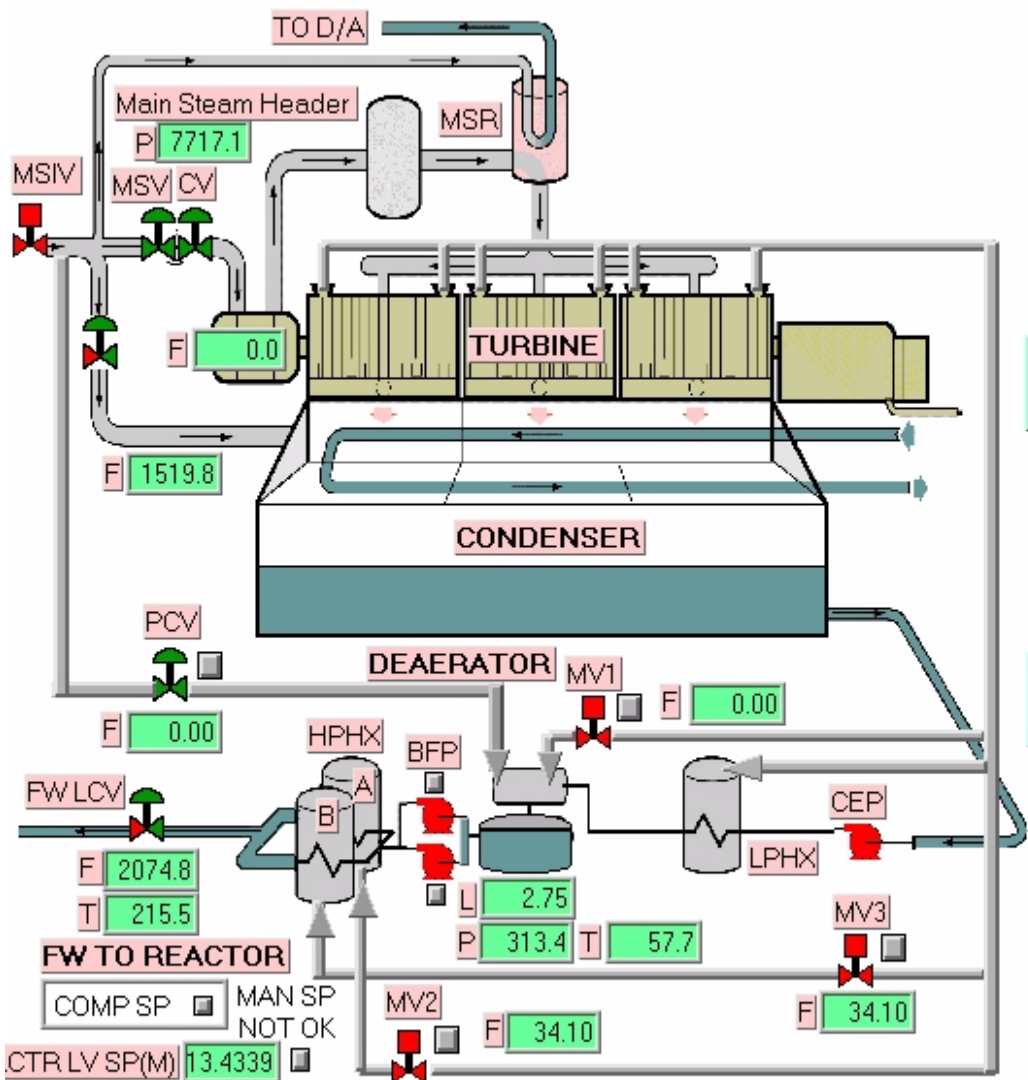 TO D/A
Main Steam Header
P 7717.1
MSR
MSIV
MSV CV
F 0.0
TURBINE
F 1519.8
CONDENSER
PCV
DEAERATOR
MV1
F 0.00
F 0.00
HPHX
BFP
A
FW LCV
B
CEP
LPHX
F 2074.8
L 2.75
T 215.5
P 313.4 T 57.7
MV3
FW TO REACTOR
COMP SP
MAN SP
NOT OK
MV2
F 34.10
F 34.10
CTR LV SP(M) 13.4339